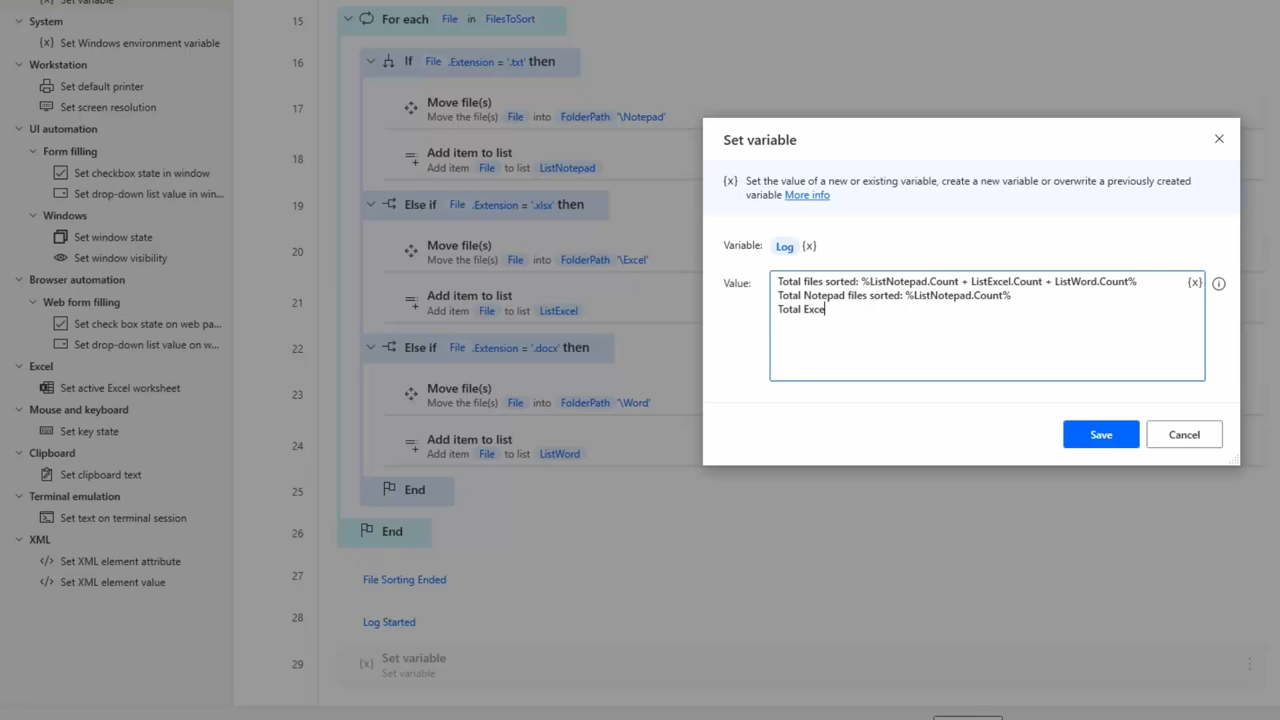 Set variable
System
{x} Set Windows environment variable
Workstation
Set default printer
Set screen resolution
UI automation
Form filling
Set checkbox state in window
Set drop-down list value in win...
Windows
Set window state
Set window visibility
Browser automation
Web form filling
Set check box state on web pa...
Set drop-down list value on w...
Excel
Set active Excel worksheet
Mouse and keyboard
Set key state
Clipboard
Set clipboard text
Terminal emulation
Set text on terminal session
XML
Set XML element attribute
Set XML element value
15 For each File in FilesToSort
16 If File .Extension = '.txt' then
17 Move file(s)
Move the file(s) File into FolderPath '\Notepad'
18 Add item to list
Add item File to list ListNotepad
19 Else if File .Extension = '.xlsx' then
20 Move file(s)
Move the file(s) File into FolderPath '\Excel'
21 Add item to list
Add item File to list ListExcel
22 Else if File .Extension = '.docx' then
23 Move file(s)
Move the file(s) File into FolderPath '\Word'
24 Add item to list
Add item File to list ListWord
25 End
26 End
27 File Sorting Ended
28 Log Started
29 {x} Set variable
Set variable
Set variable
{x} Set the value of a new or existing variable, create a new variable or overwrite a previously created
variable More info
Variable: Log {x}
Value: Total files sorted: %ListNotepad.Count + ListExcel.Count + ListWord.Count% {x}
Total Notepad files sorted: %ListNotepad.Count%
Total Exce
Save Cancel